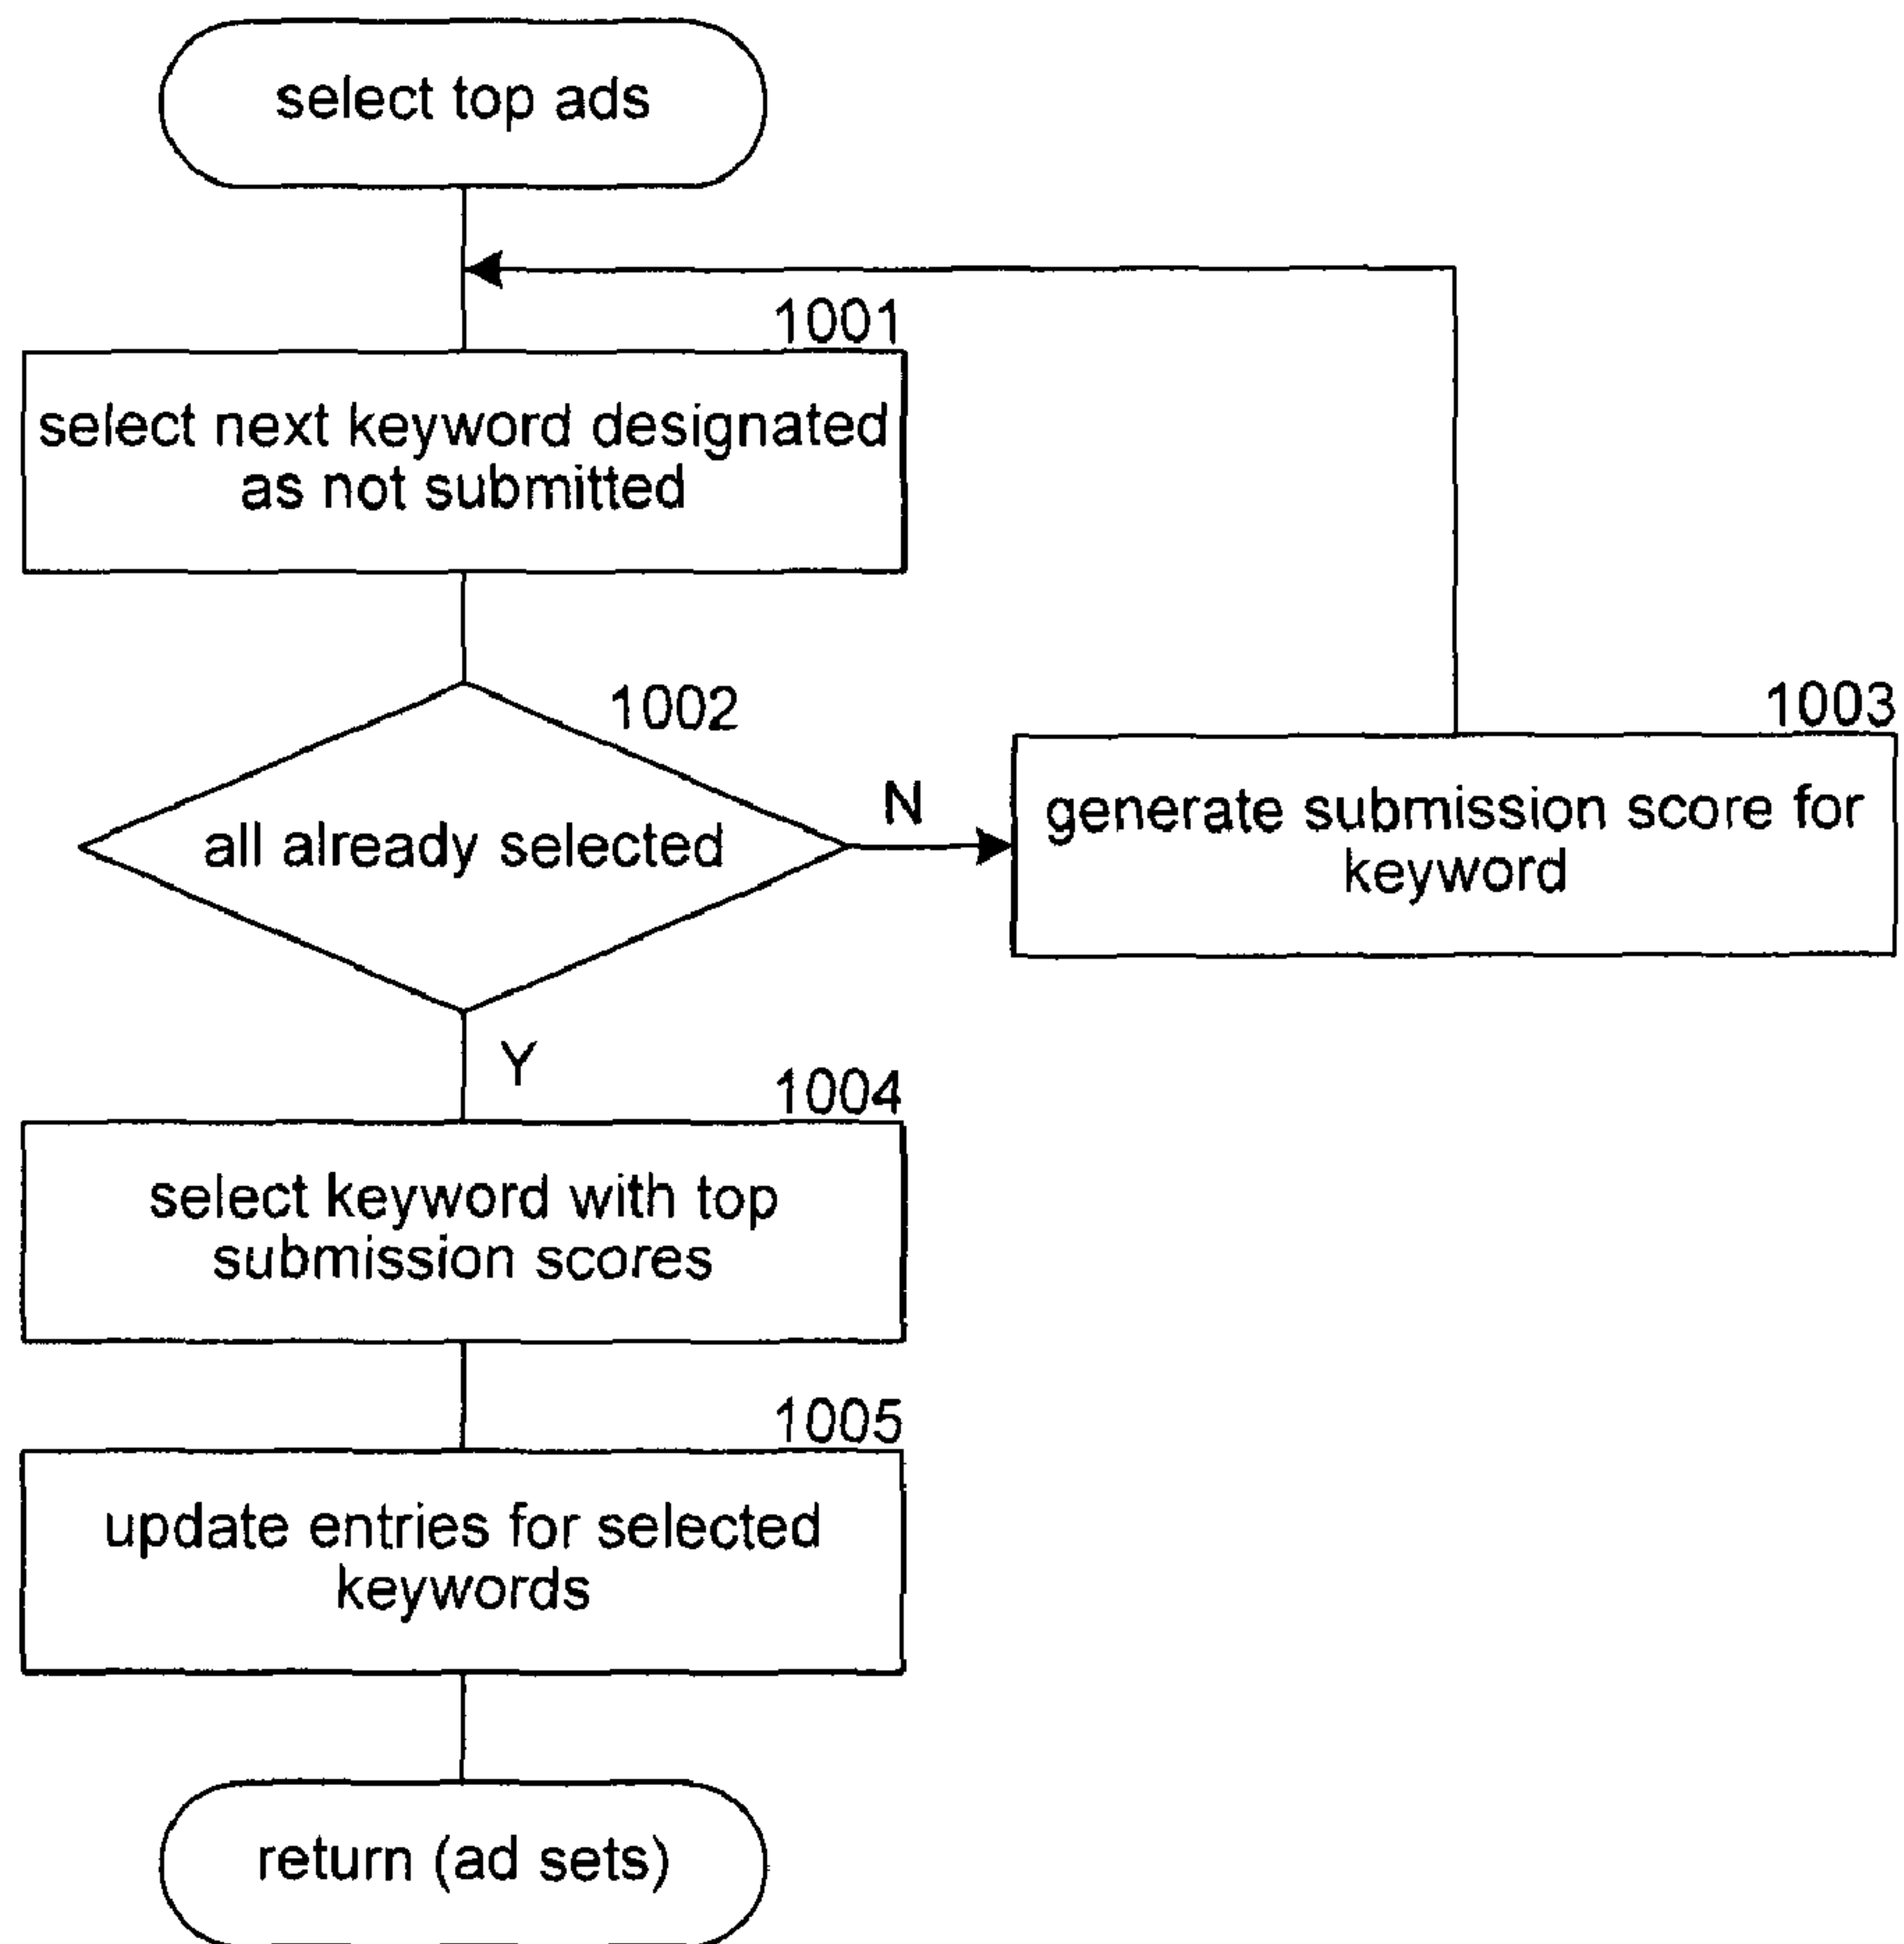 select top ads
1001
select next keyword designated
as not submitted
1002
all already selected
N
1003
generate submission score for
keyword
Y
1004
select keyword with top
submission scores
1005
update entries for selected
keywords
return (ad sets)